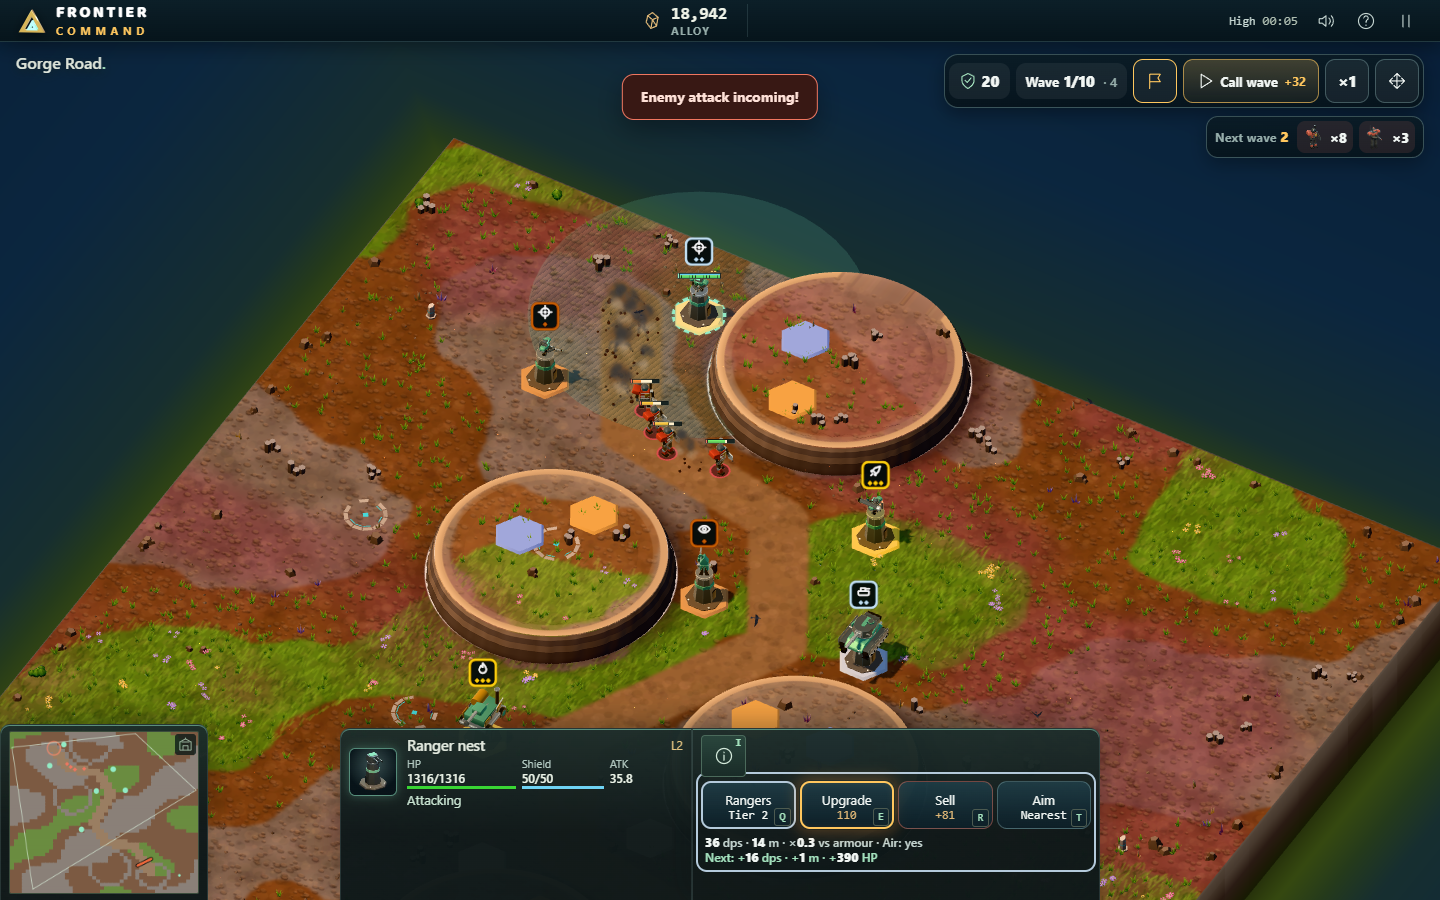 FRONTIER
COMMAND
18,942
ALLOY
High 00:05
Gorge Road.
Enemy attack incoming!
20
Wave 1/10 · 4
Call wave +32
×1
Next wave 2
×8
×3
Ranger nest
L2
HP
Shield
ATK
1316/1316
50/50
35.8
Attacking
I
Rangers
Tier 2 Q
Upgrade
110 E
Sell
+81 R
Aim
Nearest T
36 dps · 14 m · ×0.3 vs armour · Air: yes
Next: +16 dps · +1 m · +390 HP